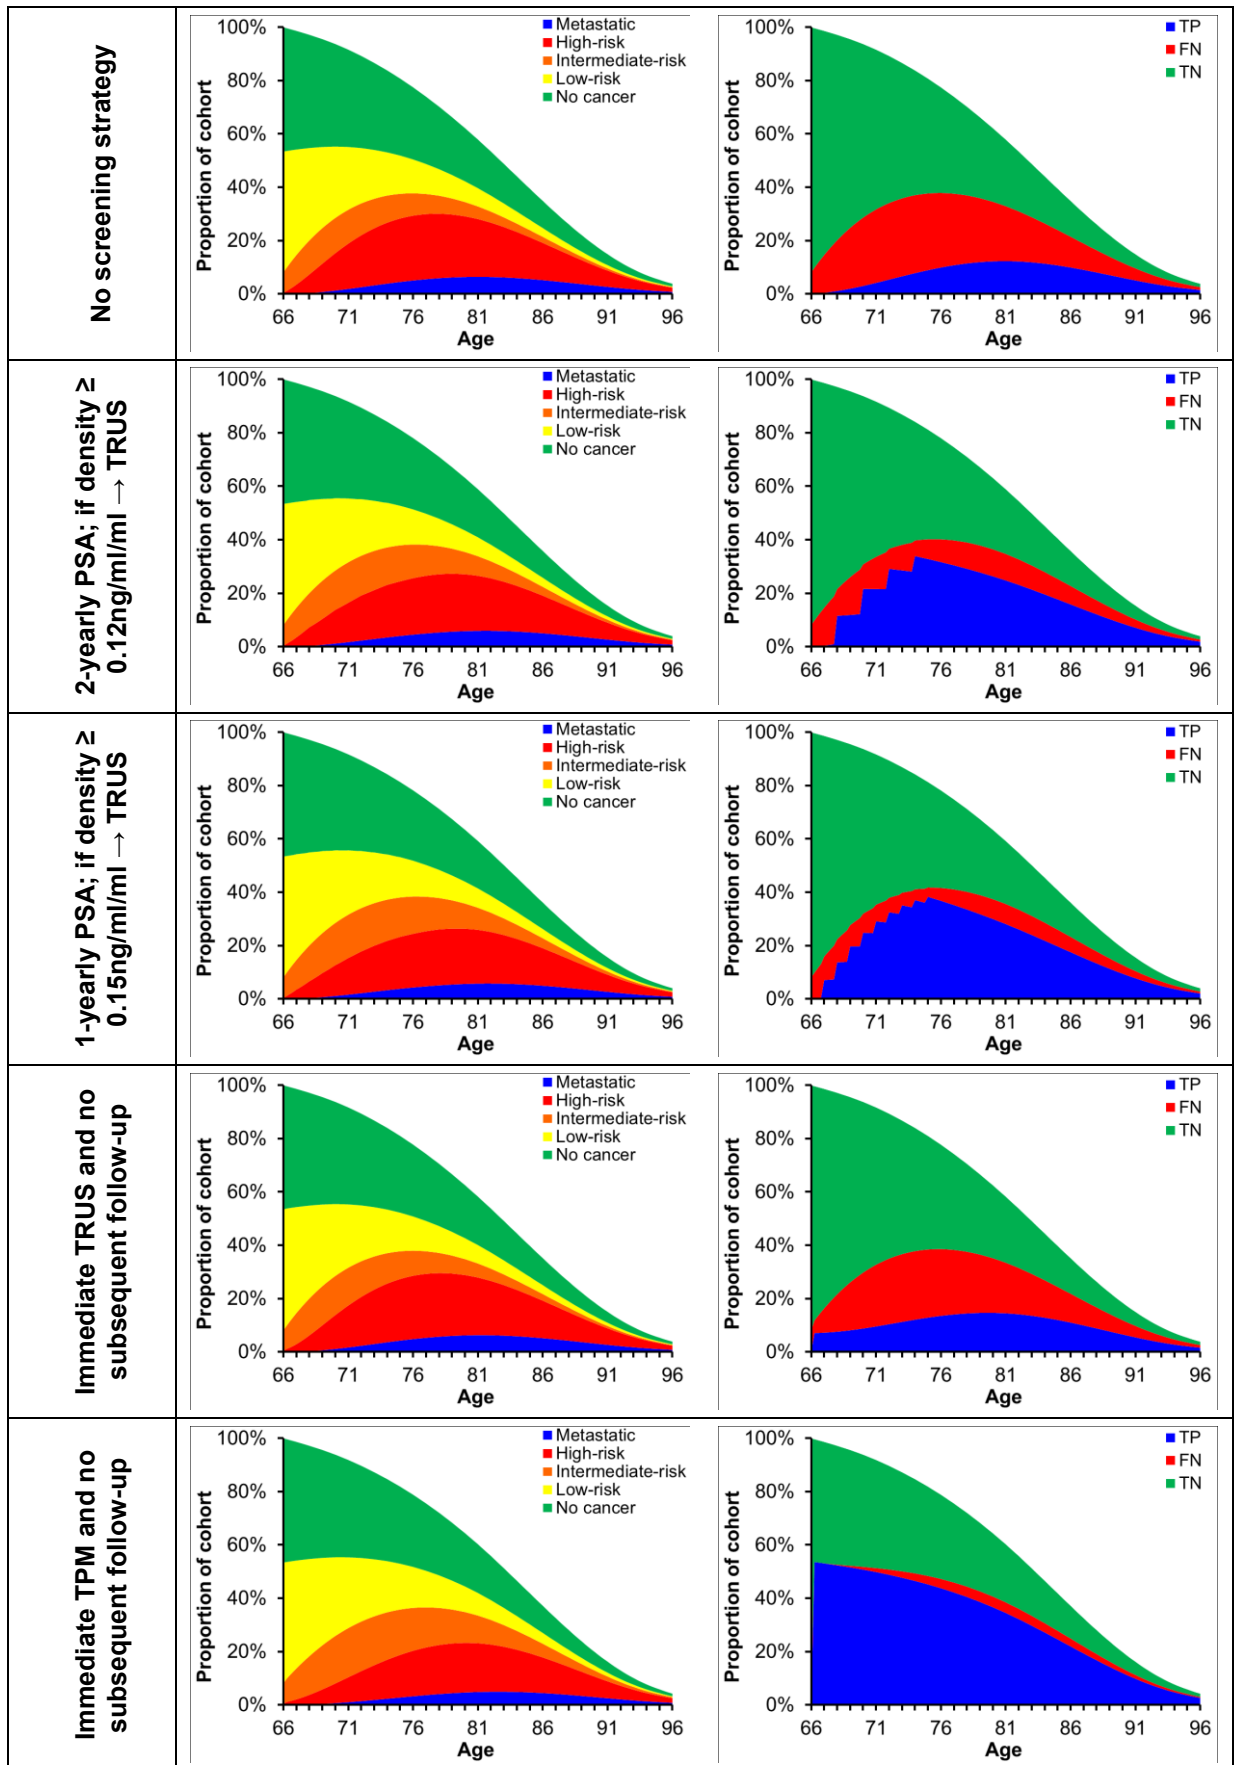 No screening strategy
Proportion of cohort
100%
80%
60%
40%
20%
0%
66 71 76 81 86 91 96
Age
Metastatic
High-risk
Intermediate-risk
Low-risk
No cancer
Proportion of cohort
100%
80%
60%
40%
20%
0%
66 71 76 81 86 91 96
Age
TP
FN
TN
2-yearly PSA; if density ≥
0.12ng/ml/ml → TRUS
Proportion of cohort
100%
80%
60%
40%
20%
0%
66 71 76 81 86 91 96
Age
Metastatic
High-risk
Intermediate-risk
Low-risk
No cancer
Proportion of cohort
100%
80%
60%
40%
20%
0%
66 71 76 81 86 91 96
Age
TP
FN
TN
1-yearly PSA; if density ≥
0.15ng/ml/ml → TRUS
Proportion of cohort
100%
80%
60%
40%
20%
0%
66 71 76 81 86 91 96
Age
Metastatic
High-risk
Intermediate-risk
Low-risk
No cancer
Proportion of cohort
100%
80%
60%
40%
20%
0%
66 71 76 81 86 91 96
Age
TP
FN
TN
Immediate TRUS and no
subsequent follow-up
Proportion of cohort
100%
80%
60%
40%
20%
0%
66 71 76 81 86 91 96
Age
Metastatic
High-risk
Intermediate-risk
Low-risk
No cancer
Proportion of cohort
100%
80%
60%
40%
20%
0%
66 71 76 81 86 91 96
Age
TP
FN
TN
Immediate TPM and no
subsequent follow-up
Proportion of cohort
100%
80%
60%
40%
20%
0%
66 71 76 81 86 91 96
Age
Metastatic
High-risk
Intermediate-risk
Low-risk
No cancer
Proportion of cohort
100%
80%
60%
40%
20%
0%
66 71 76 81 86 91 96
Age
TP
FN
TN